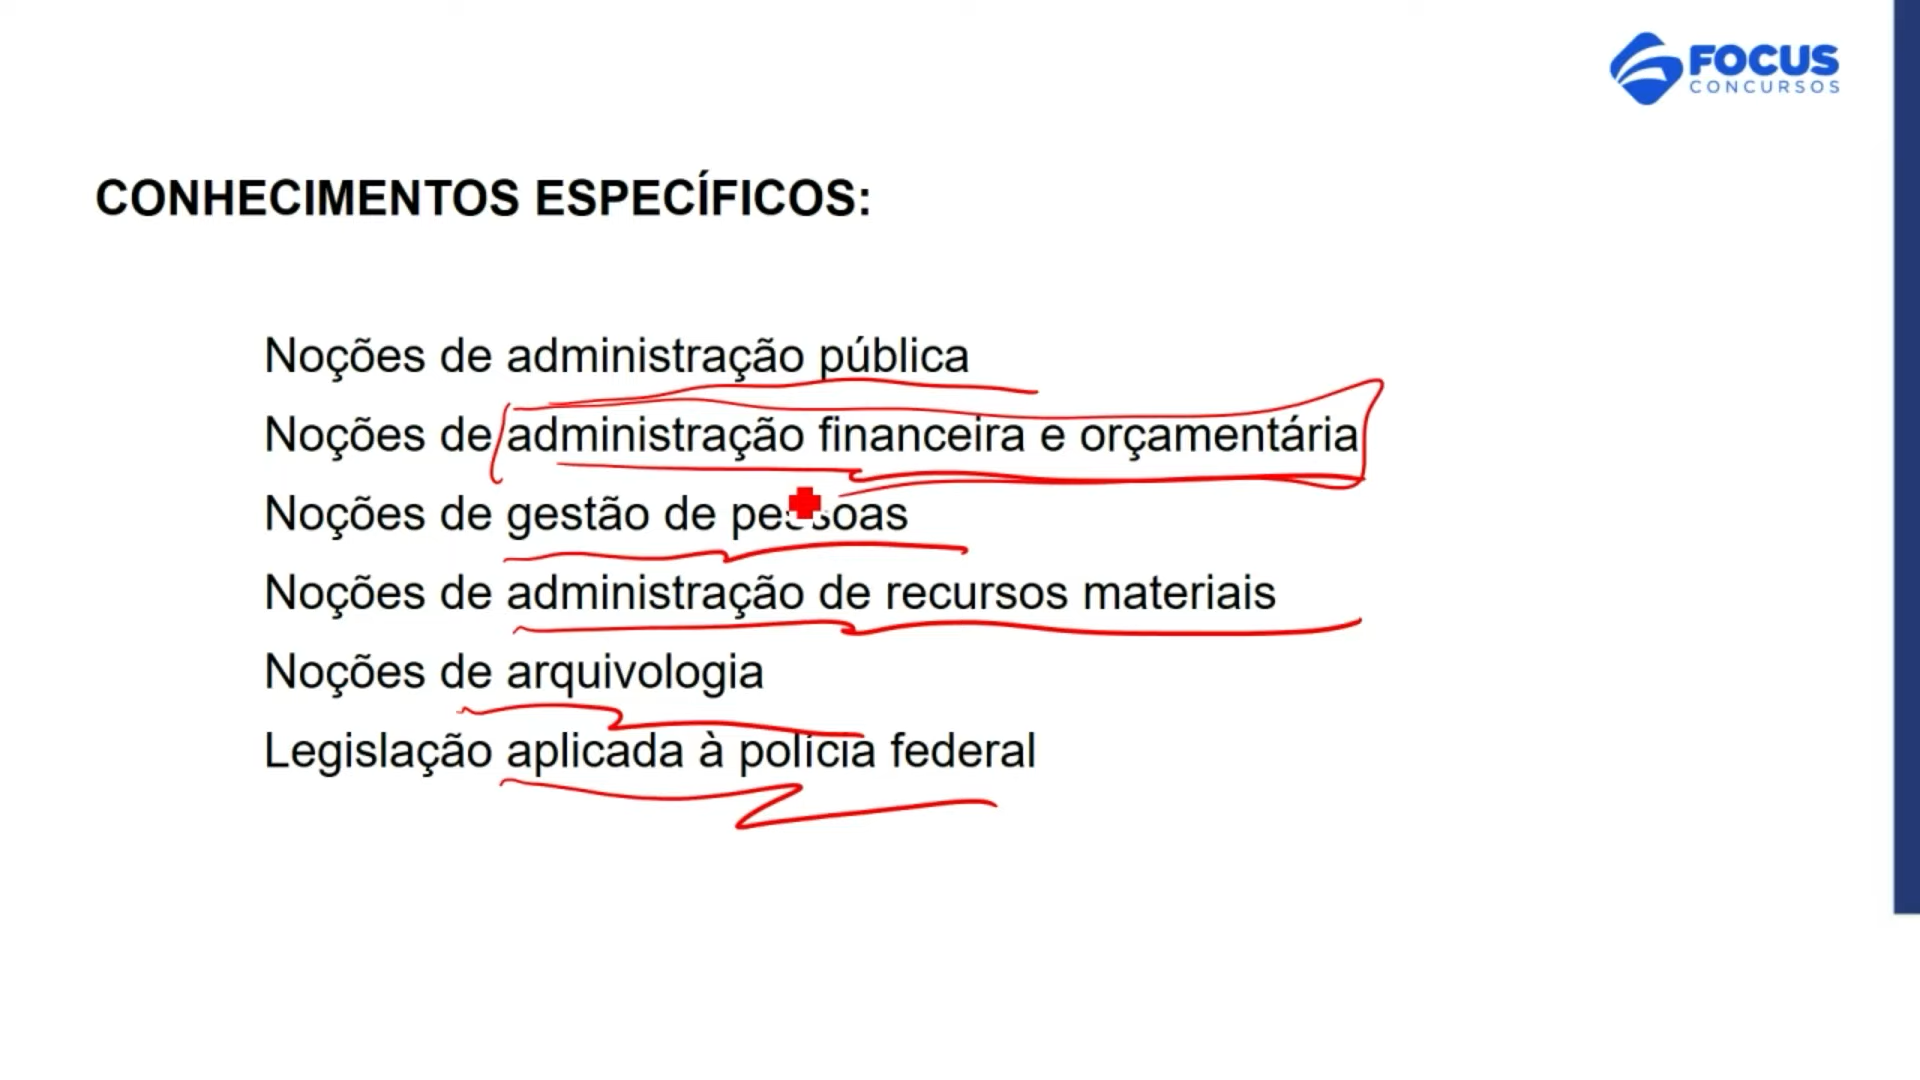 FOCUS
CONCURSOS
CONHECIMENTOS ESPECÍFICOS:
Noções de administração pública
Noções de administração financeira e orçamentária
Noções de gestão de pessoas
Noções de administração de recursos materiais
Noções de arquivologia
Legislação aplicada à polícia federal